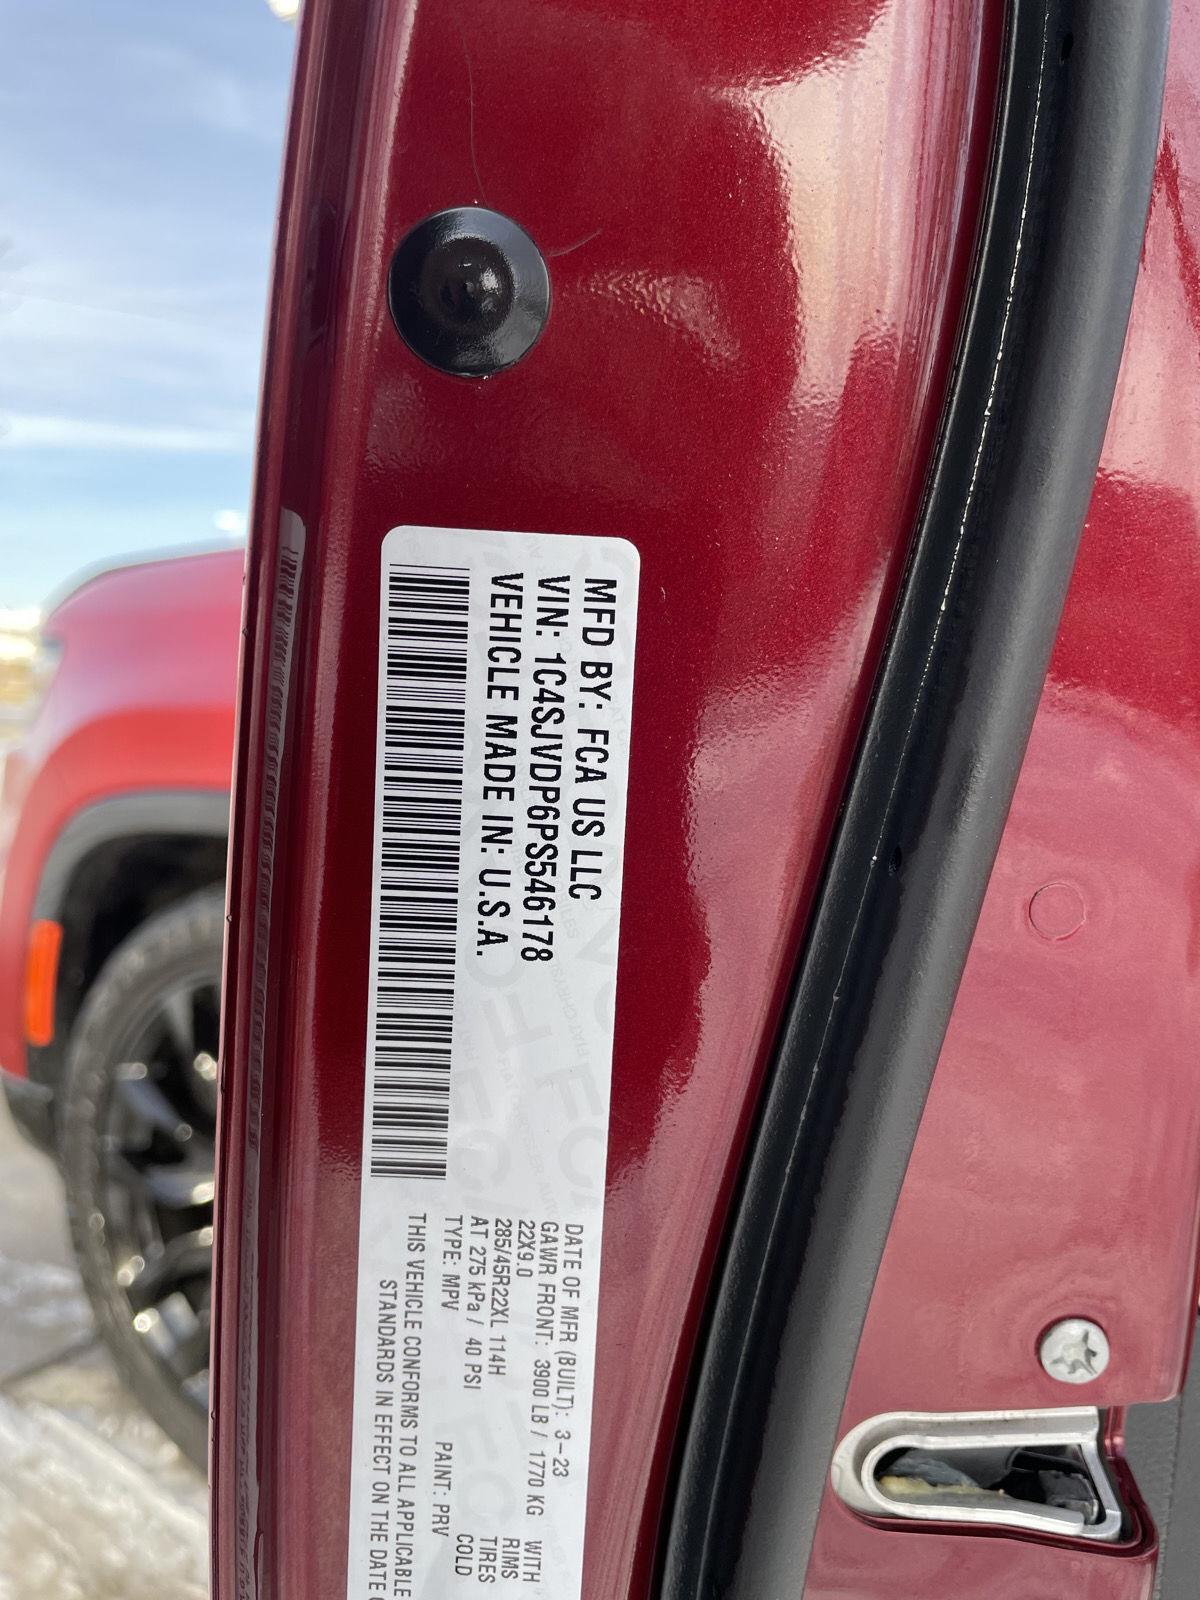 MFD BY: FCA US LLC
VIN: 1C4SJVDP6PS546178
VEHICLE MADE IN: U.S.A.
DATE OF MFR (BUILT): 3-23
GAWR FRONT: 3900 LB / 1770 KG WITH
22X9.0 RIMS
285/45R22XL 114H TIRES
AT 275 kPa / 40 PSI COLD
TYPE: MPV PAINT: PRV
THIS VEHICLE CONFORMS TO ALL APPLICABLE
STANDARDS IN EFFECT ON THE DATE